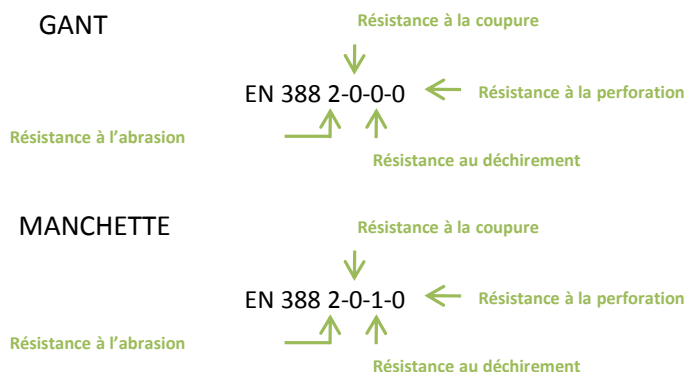 GANT
Résistance à la coupure
EN 388 2-0-0-0
Résistance à la perforation
Résistance à l’abrasion
Résistance au déchirement
MANCHETTE
Résistance à la coupure
EN 388 2-0-1-0
Résistance à la perforation
Résistance à l’abrasion
Résistance au déchirement